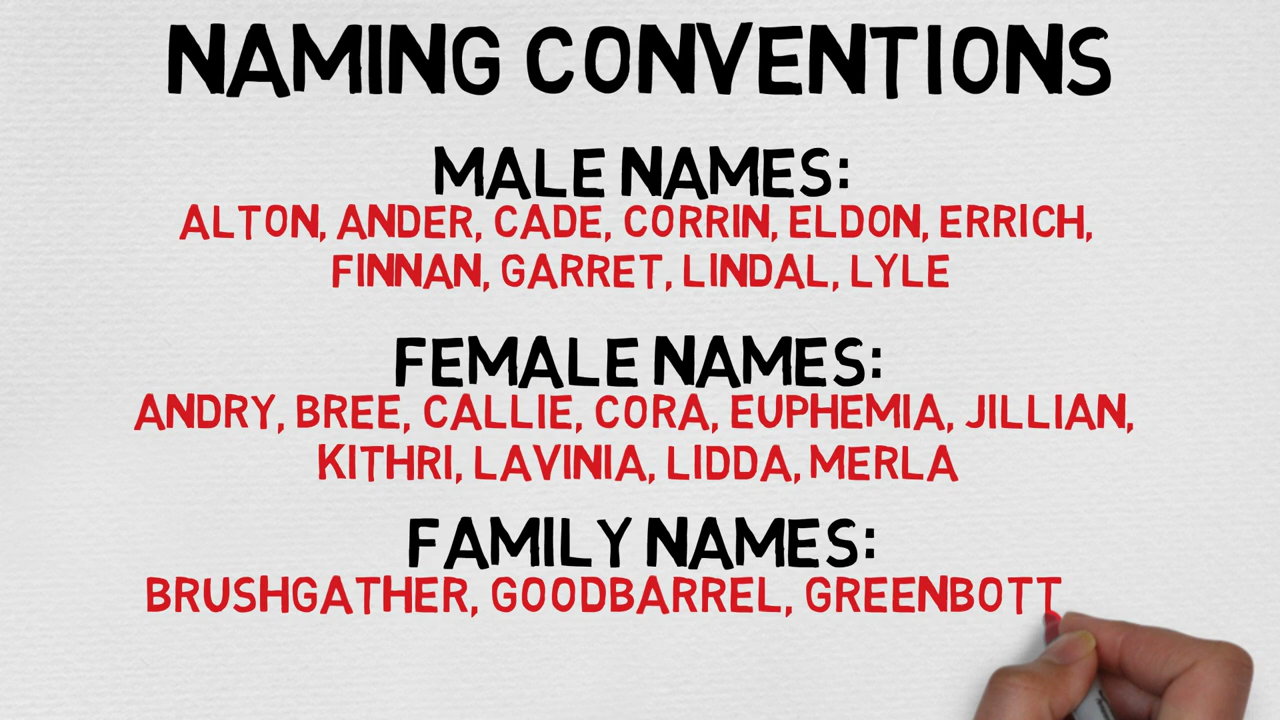 NAMING CONVENTIONS
MALE NAMES:
ALTON, ANDER, CADE, CORRIN, ELDON, ERRICH,
FINNAN, GARRET, LINDAL, LYLE
FEMALE NAMES:
ANDRY, BREE, CALLIE, CORA, EUPHEMIA, JILLIAN,
KITHRI, LAVINIA, LIDDA, MERLA
FAMILY NAMES:
BRUSHGATHER, GOODBARREL, GREENBOTT